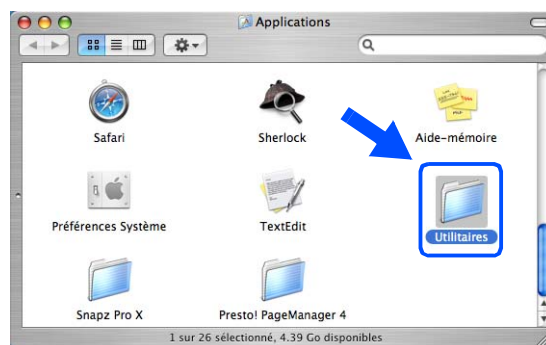 Applications
Safari
Sherlock
Aide-mémoire
Préférences Système
TextEdit
Utilitaires
Snapz Pro X
Presto! PageManager 4
1 sur 26 sélectionné, 4.39 Go disponibles